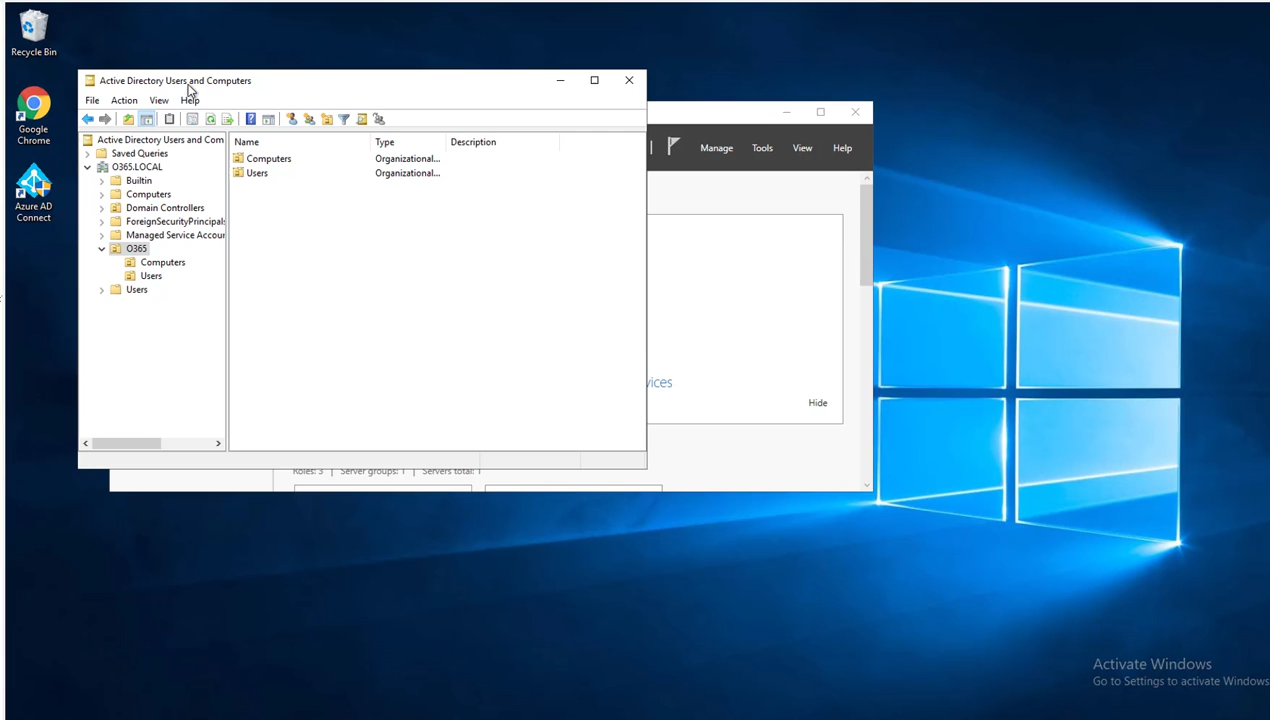 Recycle Bin
Google
Chrome
Azure AD
Connect
Active Directory Users and Computers
File Action View Help
Active Directory Users and Com
Saved Queries
O365.LOCAL
Builtin
Computers
Domain Controllers
ForeignSecurityPrincipals
Managed Service Accour
O365
Computers
Users
Users
Name Type Description
Computers Organizational...
Users Organizational...
Manage Tools View Help
vices
Hide
Roles: 3 | Server groups: 1 | Servers total: 1
Activate Windows
Go to Settings to activate Windows